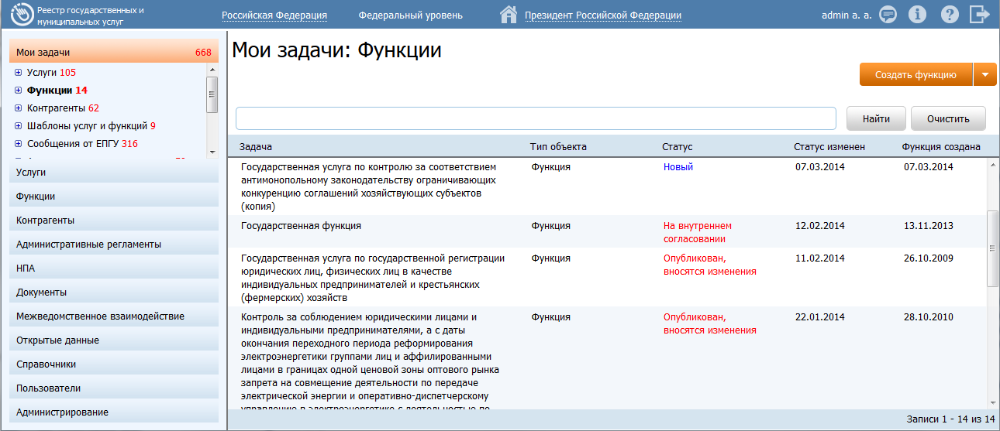 Реестр государственных и
муниципальных услуг
Российская Федерация
Федеральный уровень
Президент Российской Федерации
admin a. a.
Мои задачи 668
Услуги 105
Функции 14
Контрагенты 62
Шаблоны услуг и функций 9
Сообщения от ЕПГУ 316
Услуги
Функции
Контрагенты
Административные регламенты
НПА
Документы
Межведомственное взаимодействие
Открытые данные
Справочники
Пользователи
Администрирование
Мои задачи: Функции
Создать функцию
Найти Очистить
Задача Тип объекта Статус Статус изменен Функция создана
Государственная услуга по контролю за соответствием Функция Новый 07.03.2014 07.03.2014
антимонопольному законодательству ограничивающих
конкуренцию соглашений хозяйствующих субъектов
(копия)
Государственная функция Функция На внутреннем 12.02.2014 13.11.2013
согласовании
Государственная услуга по государственной регистрации Функция Опубликован, 11.02.2014 26.10.2009
юридических лиц, физических лиц в качестве вносятся изменения
индивидуальных предпринимателей и крестьянских
(фермерских) хозяйств
Контроль за соблюдением юридическими лицами и Функция Опубликован, 22.01.2014 28.10.2010
индивидуальными предпринимателями, а с даты вносятся изменения
окончания переходного периода реформирования
электроэнергетики группами лиц и аффилированными
лицами в границах одной ценовой зоны оптового рынка
запрета на совмещение деятельности по передаче
электрической энергии и оперативно-диспетчерскому
управлению в электроэнергетике с деятельностью по
Записи 1 - 14 из 14